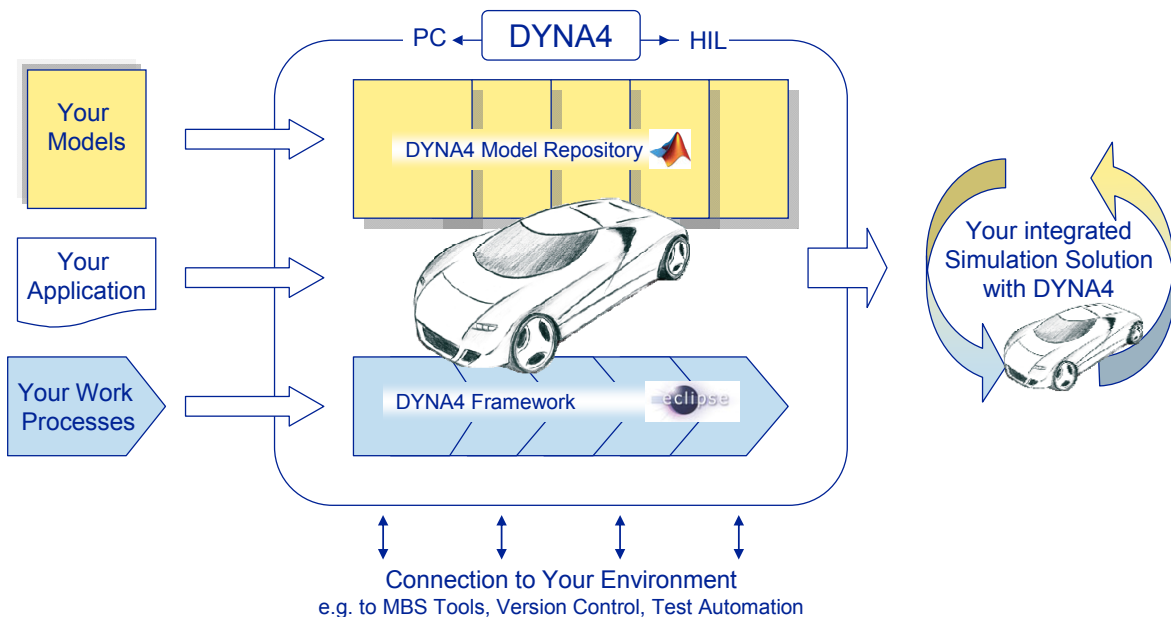 PC
DYNA4
HIL
Your
Models
DYNA4 Model Repository
Your
Application
Your integrated
Simulation Solution
with DYNA4
Your Work
Processes
DYNA4 Framework
eclipse
Connection to Your Environment
e.g. to MBS Tools, Version Control, Test Automation